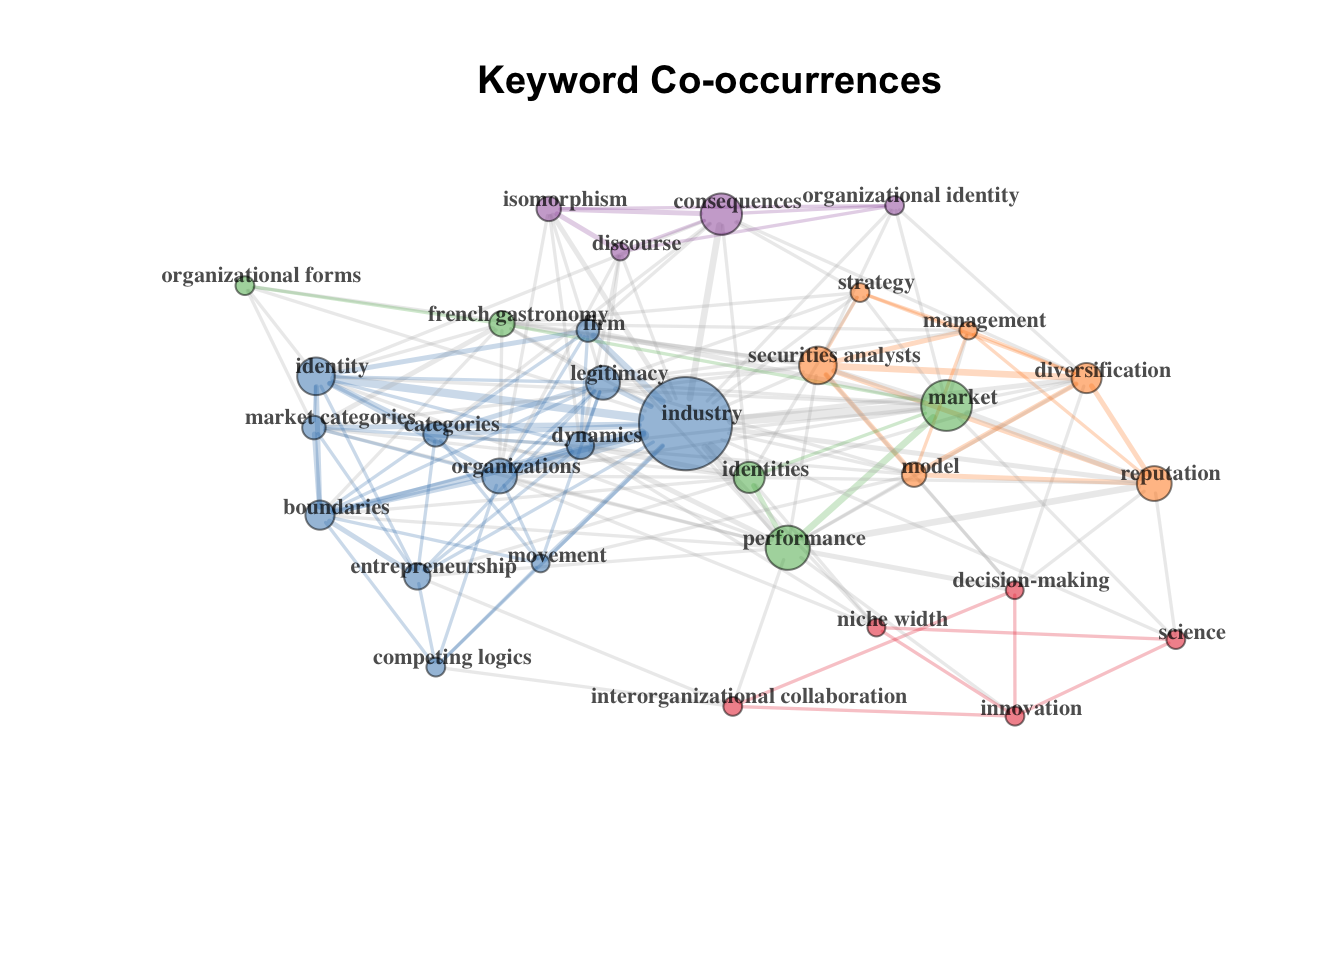 Keyword Co-occurrences
isomorphism
consequences
organizational identity
discourse
organizational forms
strategy
french gastronomy
firm
management
securities analysts
identity
legitimacy
diversification
market
industry
market categories
categories
dynamics
organizations
identities
model
reputation
boundaries
performance
entrepreneurship
movement
decision-making
niche width
science
competing logics
interorganizational collaboration
innovation